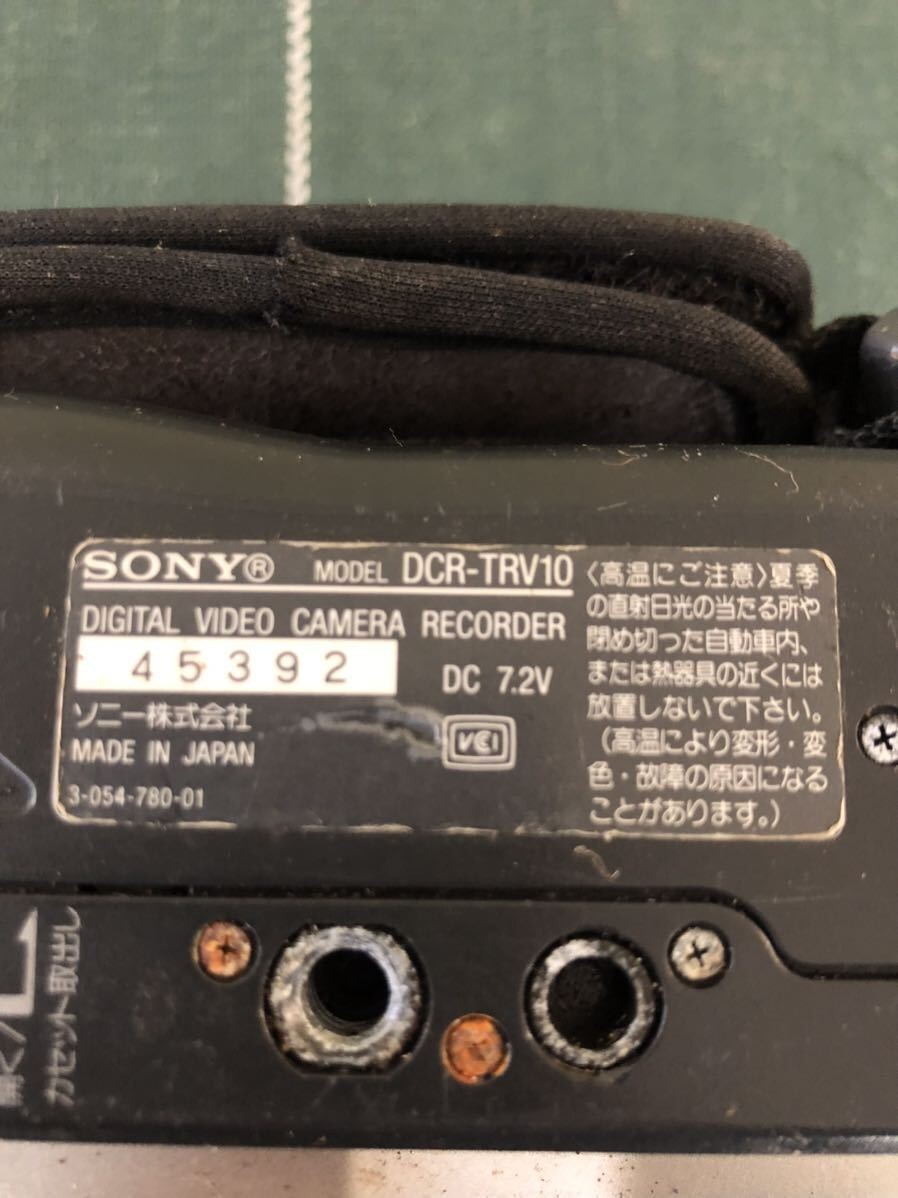 SONY® MODEL DCR-TRV10
DIGITAL VIDEO CAMERA RECORDER
45392
DC 7.2V
ソニー株式会社
MADE IN JAPAN
VCI
3-054-780-01
〈高温にご注意〉夏季
の直射日光の当たる所や
閉め切った自動車内、
または熱器具の近くには
放置しないで下さい。
(高温により変形・変
色・故障の原因になる
ことがあります。)
カセット取出し